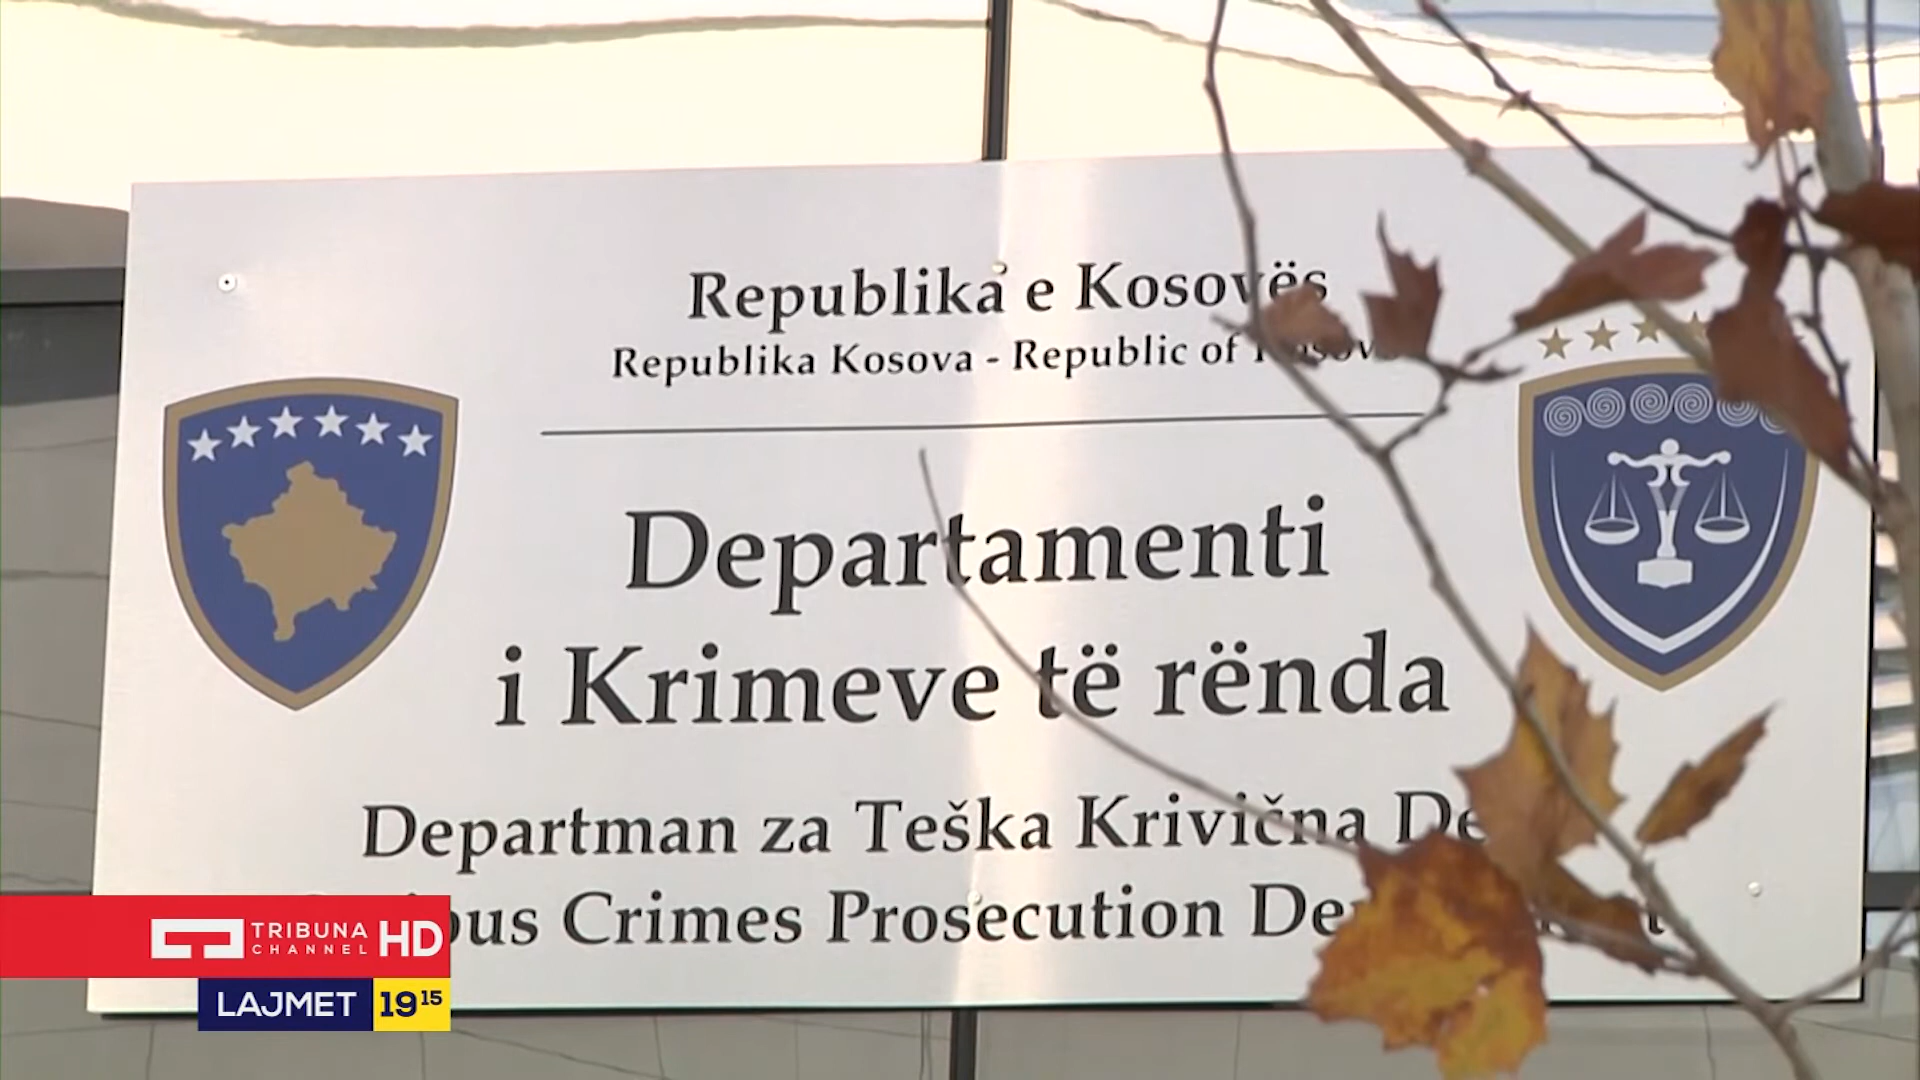 Republika e Kosovës
Republika Kosova - Republic of
Departamenti
i Krimeve të rënda
Departman za Teška Krivična
Crimes Prosecution
TRIBUNA
CHANNEL
HD
LAJMET 19 15